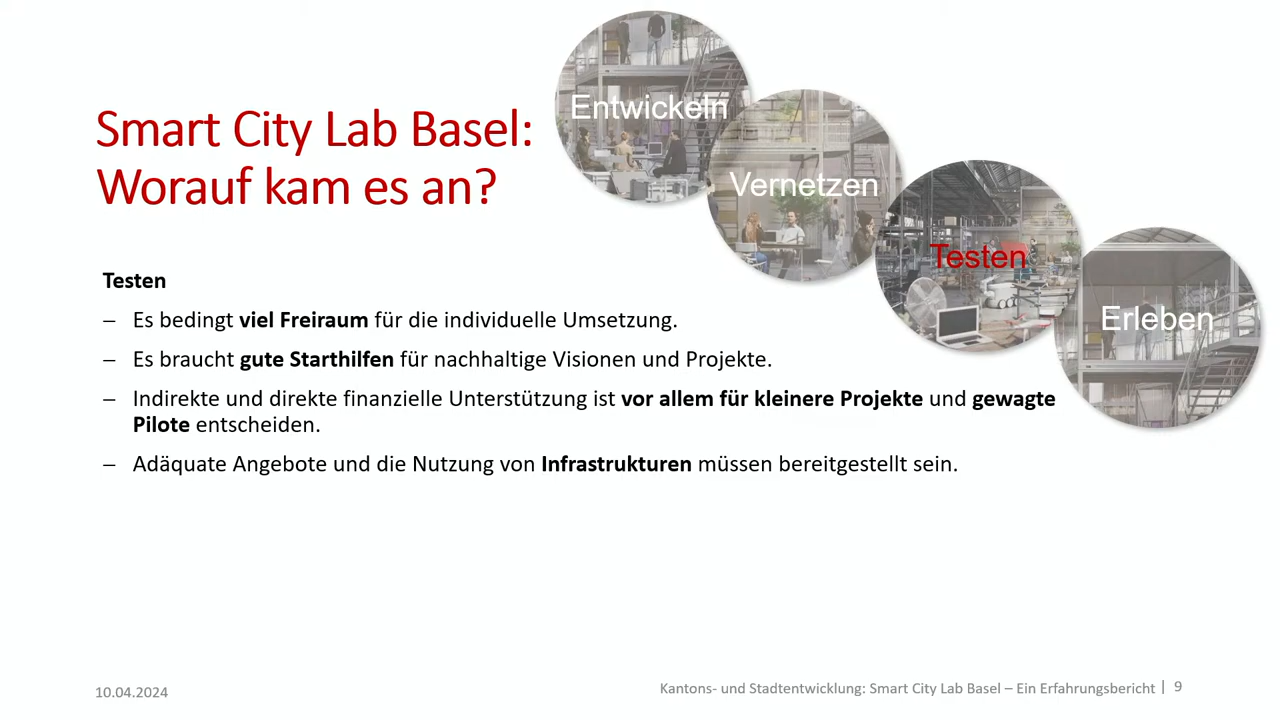 Smart City Lab Basel:
Worauf kam es an?
Entwickeln
Vernetzen
Testen
Erleben
Testen
– Es bedingt viel Freiraum für die individuelle Umsetzung.
– Es braucht gute Starthilfen für nachhaltige Visionen und Projekte.
– Indirekte und direkte finanzielle Unterstützung ist vor allem für kleinere Projekte und gewagte
Pilote entscheiden.
– Adäquate Angebote und die Nutzung von Infrastrukturen müssen bereitgestellt sein.
10.04.2024
Kantons- und Stadtentwicklung: Smart City Lab Basel – Ein Erfahrungsbericht | 9